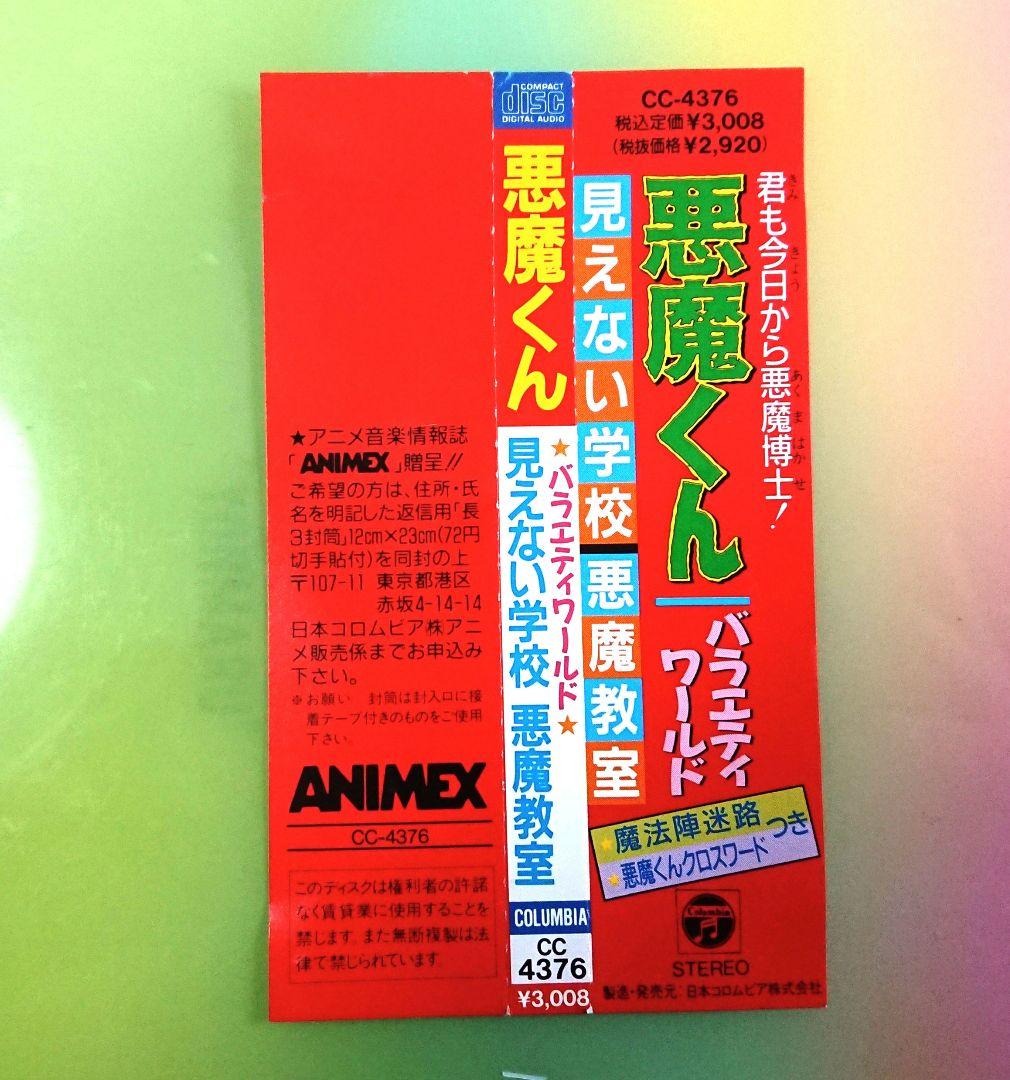 CC-4376
税込定価¥3,008
(税抜価格¥2,920)
君も今日から悪魔博士!
きみ
きょう
あくま
はかせ
悪魔くん
バラエティ
ワールド
見えない学校
悪魔教室
★魔法陣迷路
★悪魔くんクロスワード
つき
Columbia
STEREO
製造・発売元:日本コロムビア株式会社
COMPACT
disc
DIGITAL AUDIO
悪魔くん
★バラエティワールド★
見えない学校 悪魔教室
COLUMBIA
CC
4376
¥3,008
★アニメ音楽情報誌
「ANIMEX」贈呈!!
ご希望の方は、住所・氏
名を明記した返信用「長
3封筒」12cm×23cm(72円
切手貼付)を同封の上
〒107-11 東京都港区
赤坂4-14-14
日本コロムビア株アニ
メ販売係までお申込み
下さい。
※お願い 封筒は封入口に接
着テープ付きのものをご使用
下さい。
ANIMEX
CC-4376
このディスクは権利者の許諾
なく賃貸業に使用することを
禁じます。また無断複製は法
律で禁じられています。